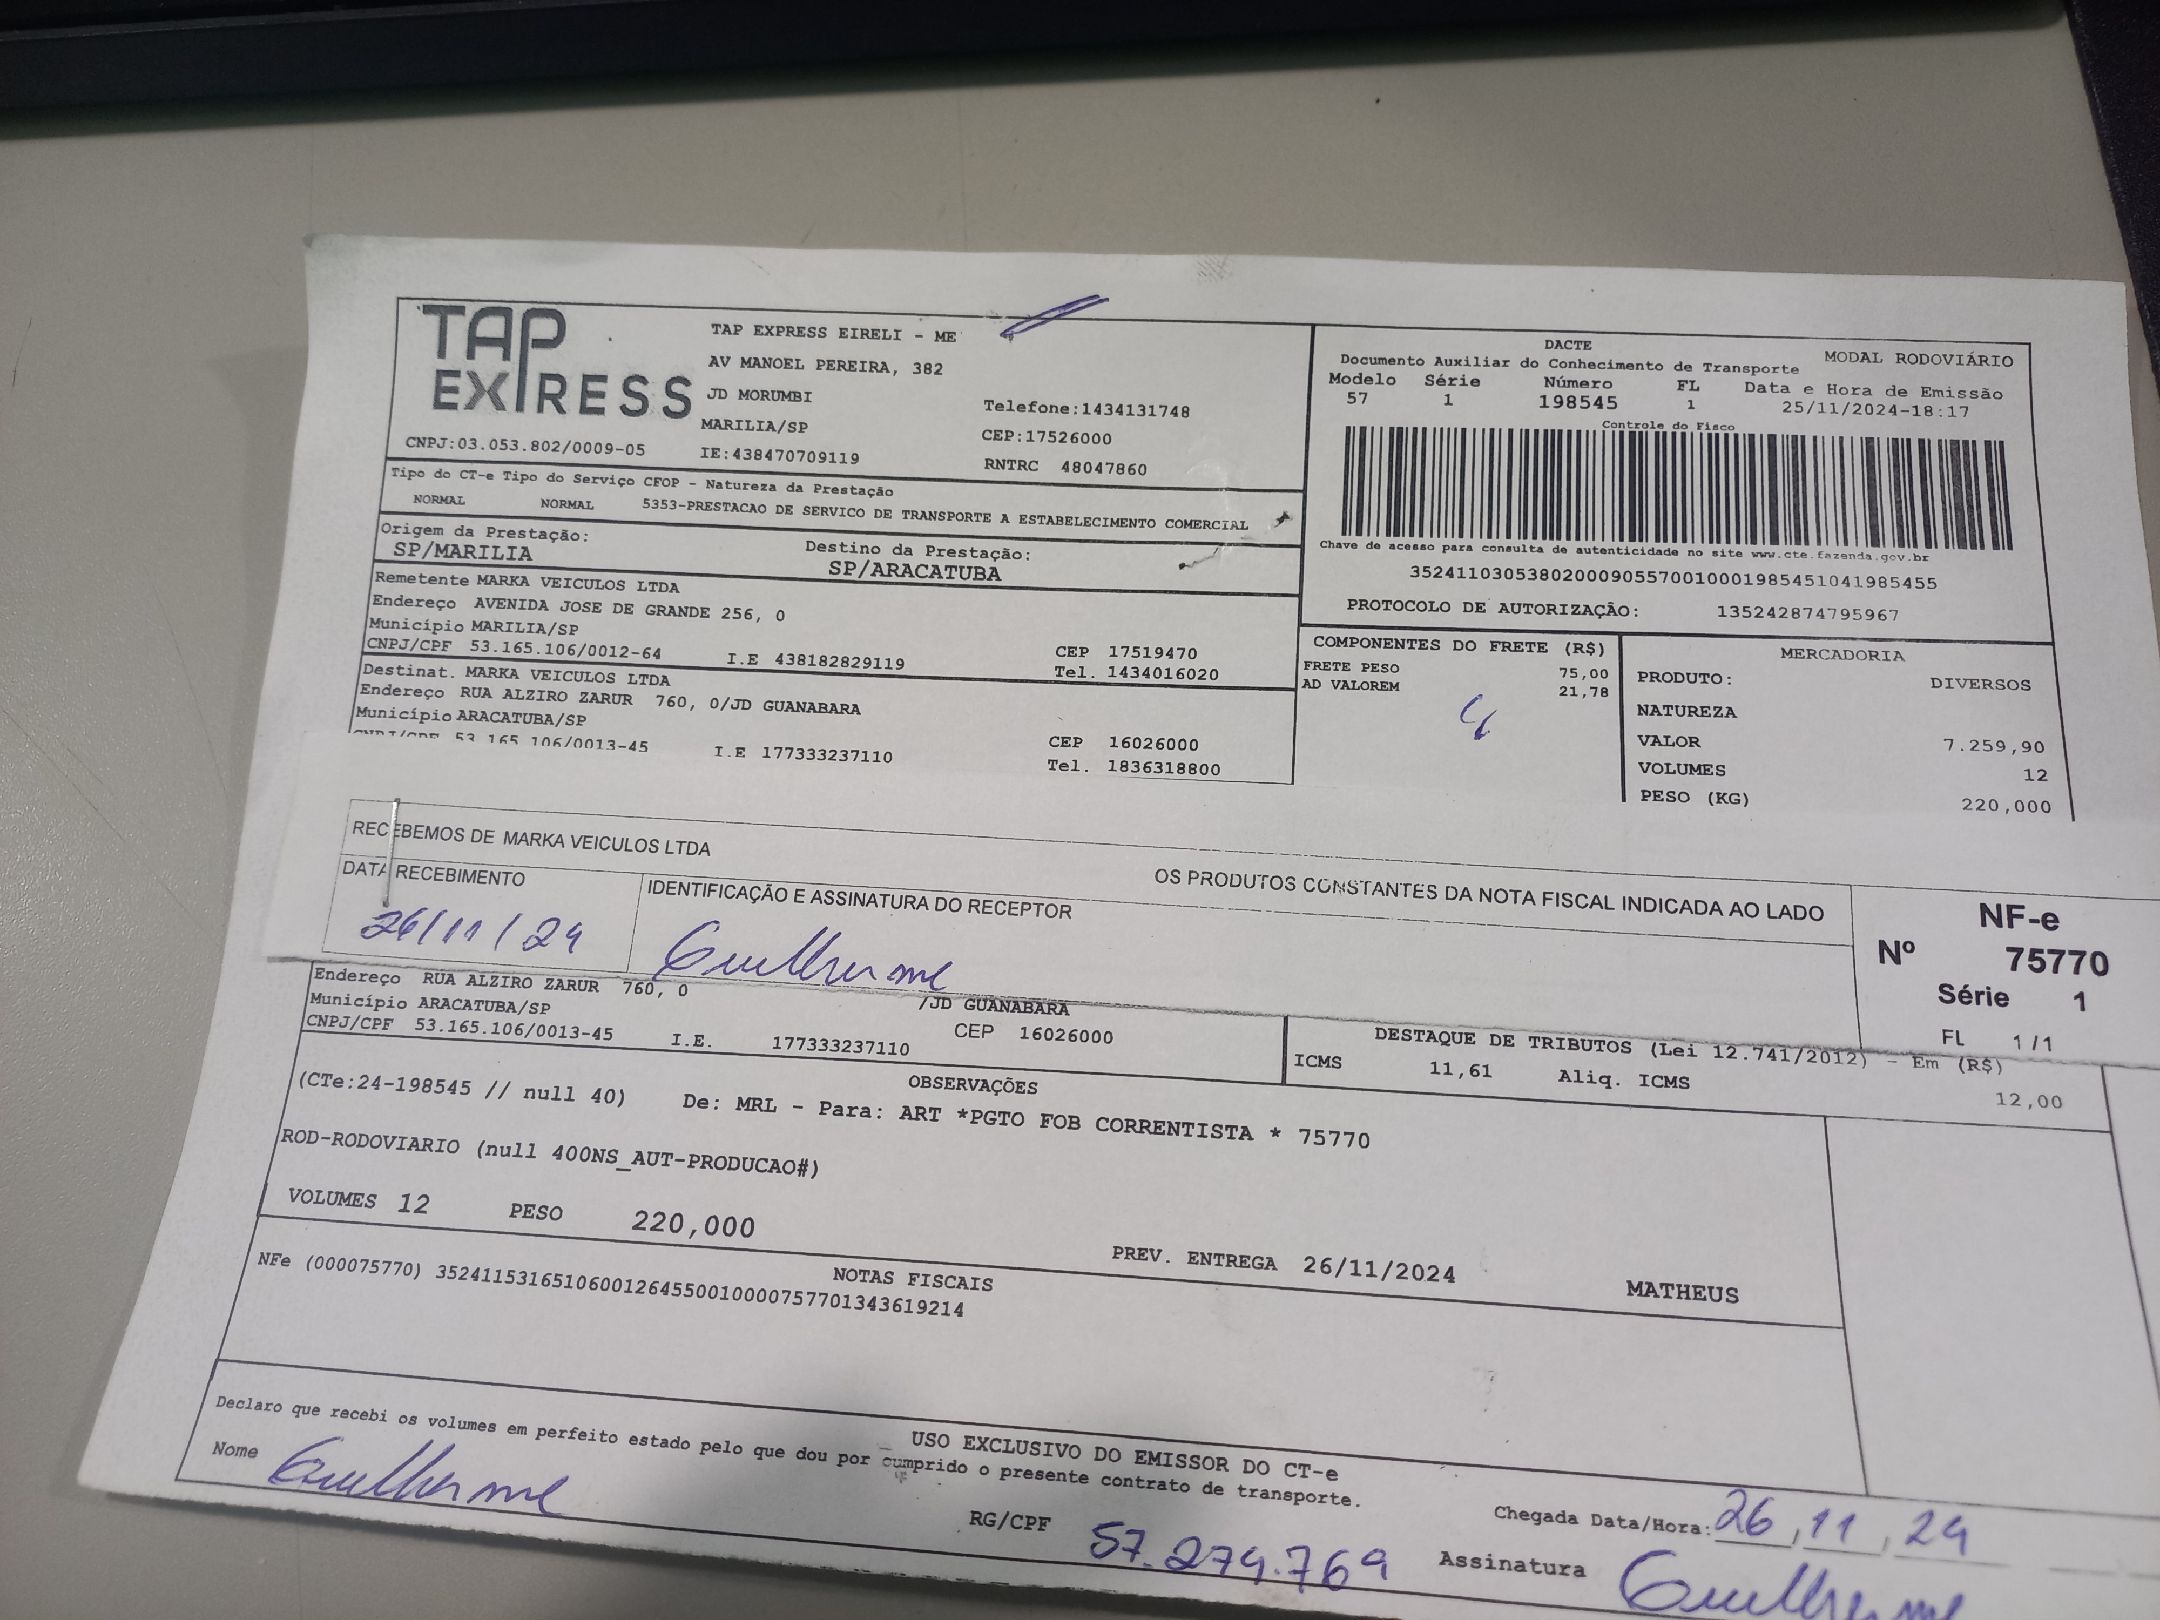 TAP
EXPRESS
CNPJ:03.053.802/0009-05
TAP EXPRESS EIRELI - ME
AV MANOEL PEREIRA, 382
JD MORUMBI
MARILIA/SP
IE:438470709119
Telefone:1434131748
CEP:17526000
RNTRC 48047860
DACTE
MODAL RODOVIÁRIO
Documento Auxiliar do Conhecimento de Transporte
Modelo Série Número FL Data e Hora de Emissão
57 1 198545 1 25/11/2024-18:17
Controle do Fisco
Chave de acesso para consulta de autenticidade no site www.cte.fazenda.gov.br
35241103053802000905570010001985451041985455
PROTOCOLO DE AUTORIZAÇÃO: 135242874795967
Tipo do CT-e Tipo do Serviço CFOP - Natureza da Prestação
NORMAL NORMAL 5353-PRESTACAO DE SERVICO DE TRANSPORTE A ESTABELECIMENTO COMERCIAL
Origem da Prestação: Destino da Prestação:
SP/MARILIA SP/ARACATUBA
Remetente MARKA VEICULOS LTDA
Endereço AVENIDA JOSE DE GRANDE 256, 0
Município MARILIA/SP CEP 17519470
CNPJ/CPF 53.165.106/0012-64 I.E 438182829119 Tel. 1434016020
Destinat. MARKA VEICULOS LTDA
Endereço RUA ALZIRO ZARUR 760, 0/JD GUANABARA
Município ARACATUBA/SP CEP 16026000
CNPJ/CPF 53.165.106/0013-45 I.E 177333237110 Tel. 1836318800
COMPONENTES DO FRETE (R$)
FRETE PESO 75,00
AD VALOREM 21,78
MERCADORIA
PRODUTO: DIVERSOS
NATUREZA
VALOR 7.259,90
VOLUMES 12
PESO (KG) 220,000
RECEBEMOS DE MARKA VEICULOS LTDA OS PRODUTOS CONSTANTES DA NOTA FISCAL INDICADA AO LADO
DATA RECEBIMENTO IDENTIFICAÇÃO E ASSINATURA DO RECEPTOR
26/11/24 Guilherme
NF-e
Nº 75770
Série 1
FL 1/1
Endereço RUA ALZIRO ZARUR 760, 0 /JD GUANABARA
Município ARACATUBA/SP CEP 16026000
CNPJ/CPF 53.165.106/0013-45 I.E. 177333237110
DESTAQUE DE TRIBUTOS (Lei 12.741/2012) - Em (R$)
ICMS 11,61 Aliq. ICMS 12,00
OBSERVAÇÕES
(CTe:24-198545 // null 40) De: MRL - Para: ART *PGTO FOB CORRENTISTA * 75770
ROD-RODOVIARIO (null 400NS_AUT-PRODUCAO#)
VOLUMES 12 PESO 220,000 PREV. ENTREGA 26/11/2024 MATHEUS
NOTAS FISCAIS
NFe (000075770) 35241153165106001264550010000757701343619214
USO EXCLUSIVO DO EMISSOR DO CT-e
Declaro que recebi os volumes em perfeito estado pelo que dou por cumprido o presente contrato de transporte.
Nome Guilherme RG/CPF 57.279.769
Chegada Data/Hora: 26,11,24
Assinatura Guilherme